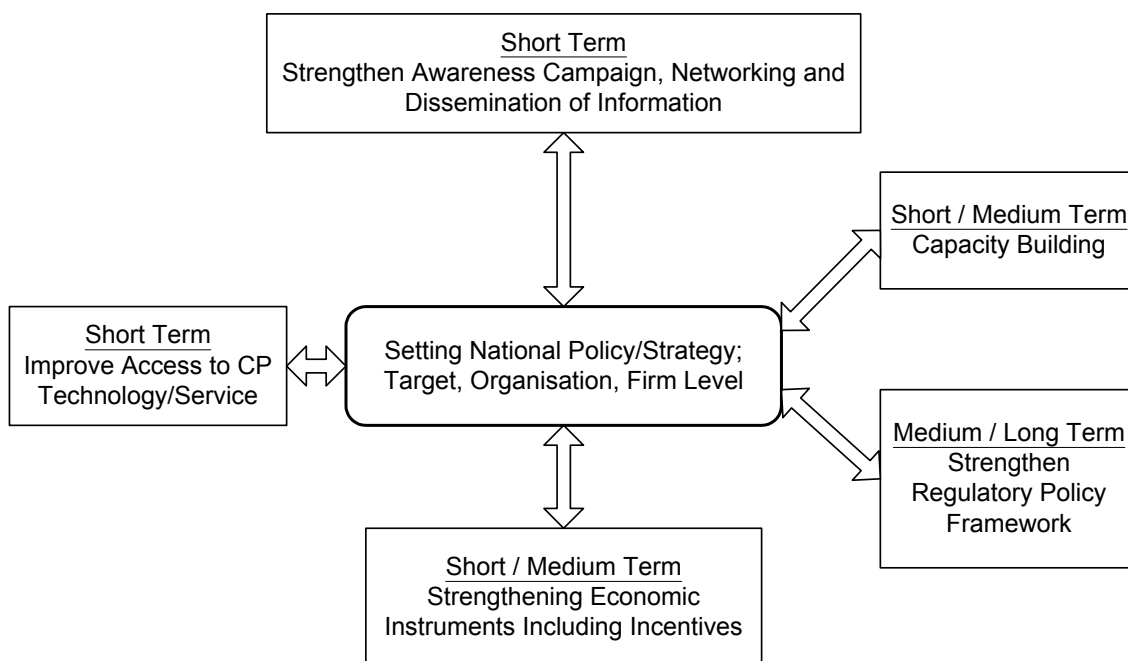 Short Term
Strengthen Awareness Campaign, Networking and
Dissemination of Information
Short / Medium Term
Capacity Building
Short Term
Improve Access to CP
Technology/Service
Setting National Policy/Strategy;
Target, Organisation, Firm Level
Medium / Long Term
Strengthen
Regulatory Policy
Framework
Short / Medium Term
Strengthening Economic
Instruments Including Incentives